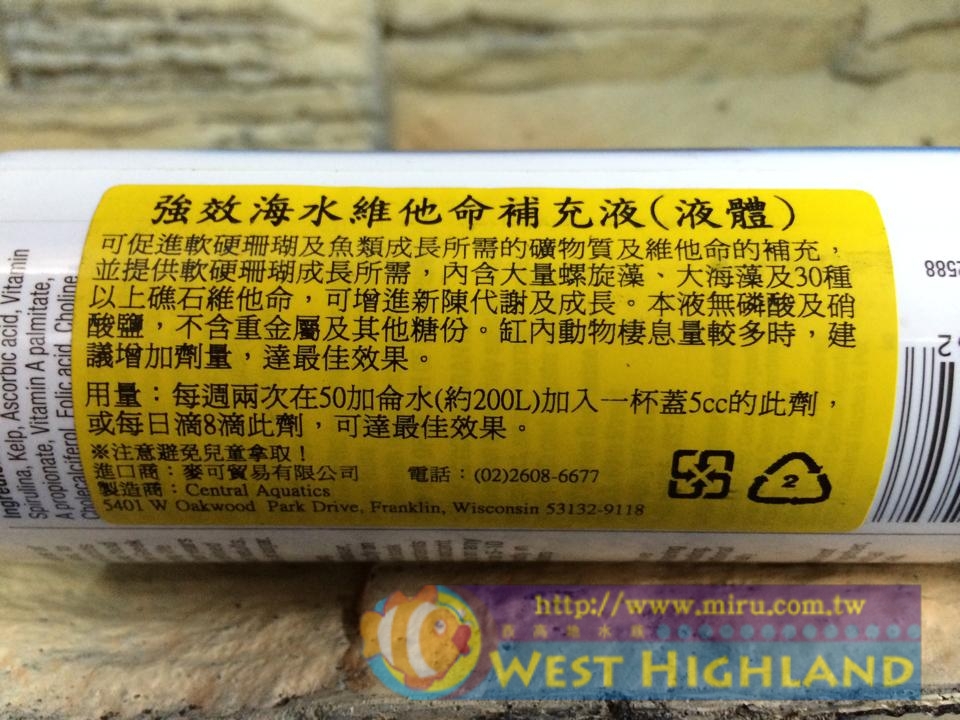 強效海水維他命補充液(液體)
可促進軟硬珊瑚及魚類成長所需的礦物質及維他命的補充，
並提供軟硬珊瑚成長所需，內含大量螺旋藻、大海藻及30種
以上礁石維他命，可增進新陳代謝及成長。本液無磷酸及硝
酸鹽，不含重金屬及其他糖份。缸內動物棲息量較多時，建
議增加劑量，達最佳效果。
用量：每週兩次在50加侖水(約200L)加入一杯蓋5cc的此劑，
或每日滴8滴此劑，可達最佳效果。
※注意避免兒童拿取！
進口商：麥可貿易有限公司 電話：(02)2608-6677
製造商：Central Aquatics
5401 W Oakwood Park Drive, Franklin, Wisconsin 53132-9118
2
Spirulina, Kelp, Ascorbic acid, Vitamin
Vitamin A palmitate,
A propionate,
Cholecalciferol, Folic acid, Choline
2588
2
http://www.miru.com.tw
西高地水族
WEST HIGHLAND